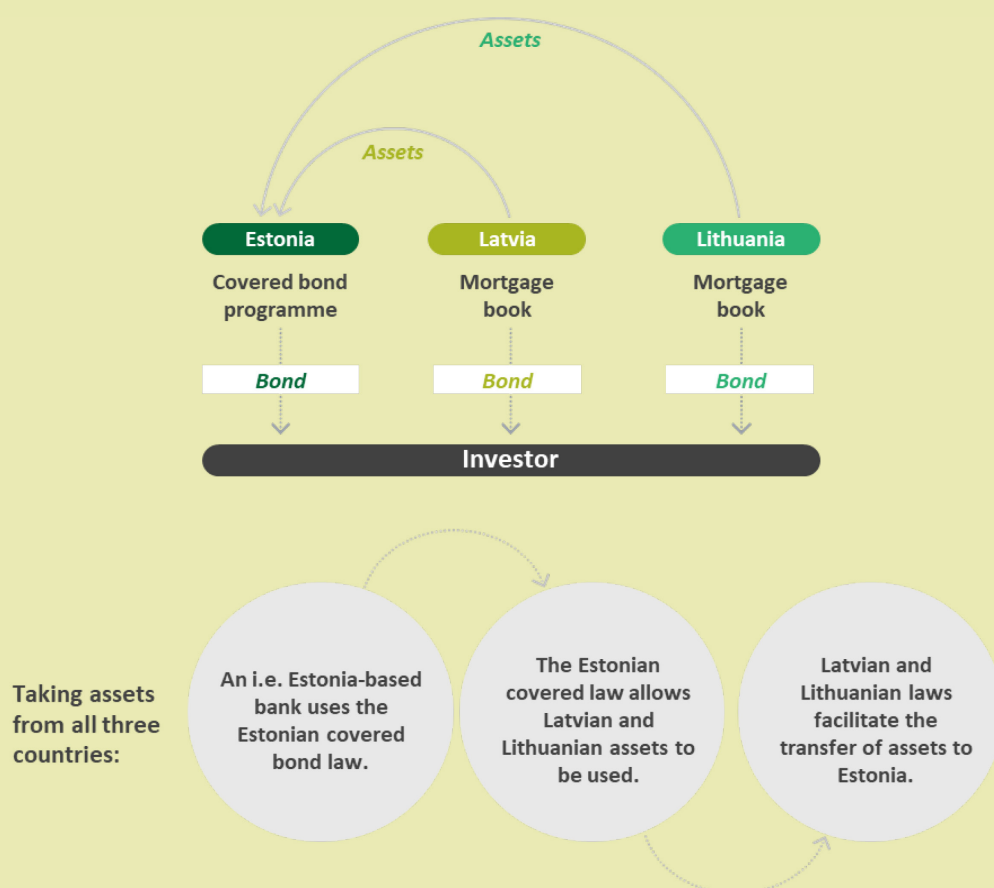 Assets
Assets
Estonia
Latvia
Lithuania
Covered bond
programme
Mortgage
book
Mortgage
book
Bond
Bond
Bond
Investor
Taking assets
from all three
countries:
An i.e. Estonia-based
bank uses the
Estonian covered
bond law.
The Estonian
covered law allows
Latvian and
Lithuanian assets to
be used.
Latvian and
Lithuanian laws
facilitate the
transfer of assets to
Estonia.